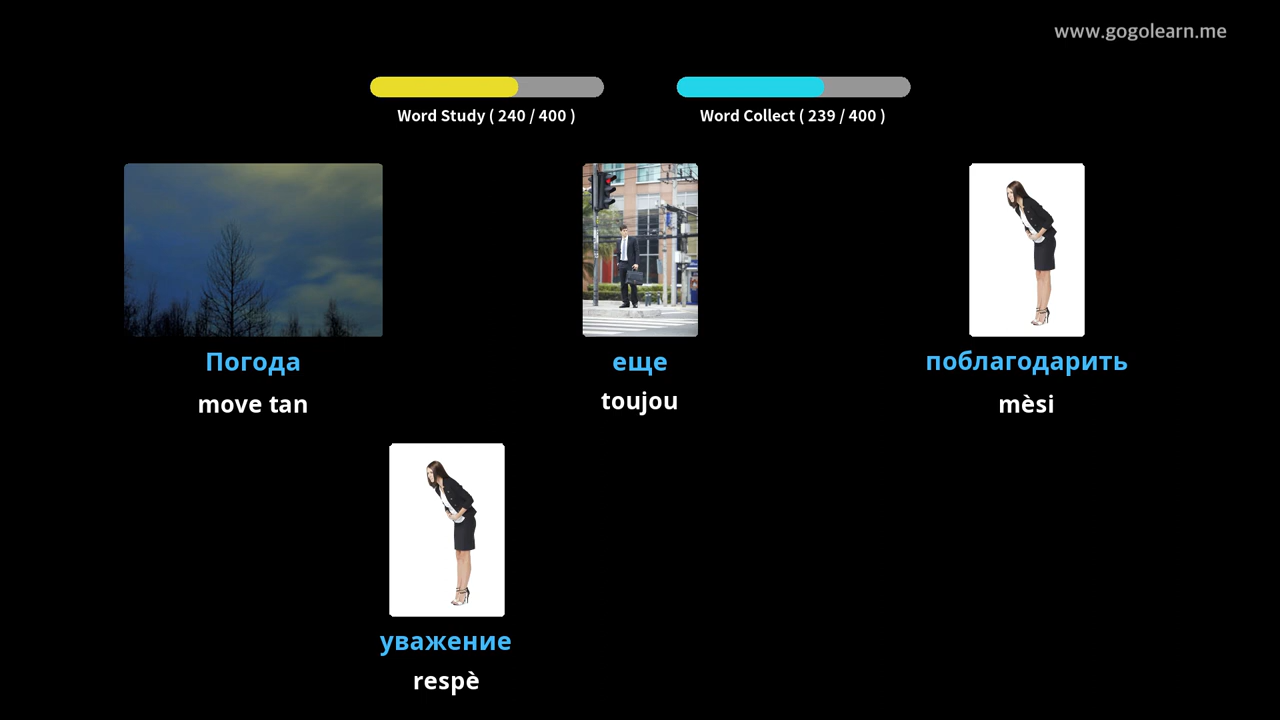 www.gogolearn.me
Word Study ( 240 / 400 )
Word Collect ( 239 / 400 )
Погода
еще
поблагодарить
move tan
toujou
mèsi
уважение
respè